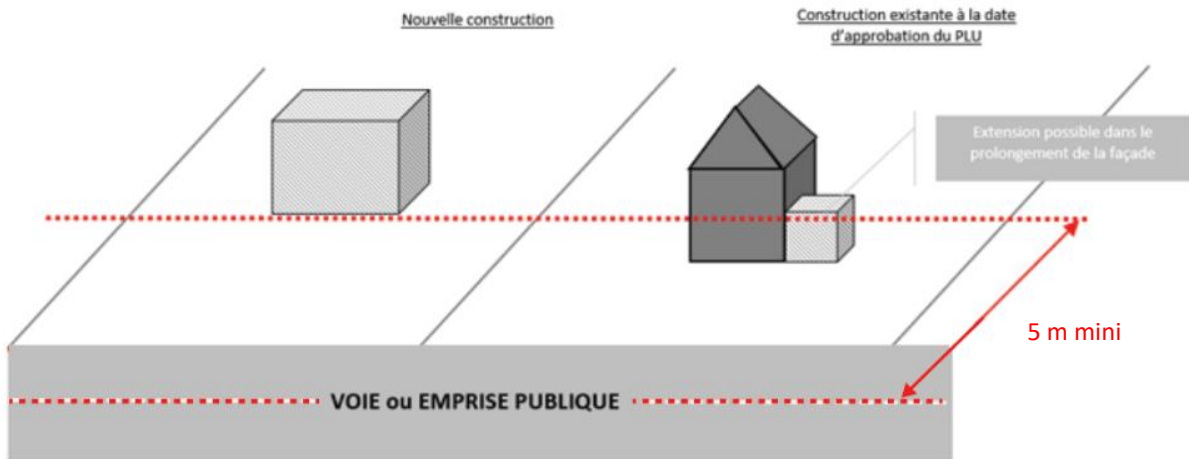 Nouvelle construction
Construction existante à la date
d'approbation du PLU
Extension possible dans le
prolongement de la façade
5 m mini
VOIE ou EMPRISE PUBLIQUE